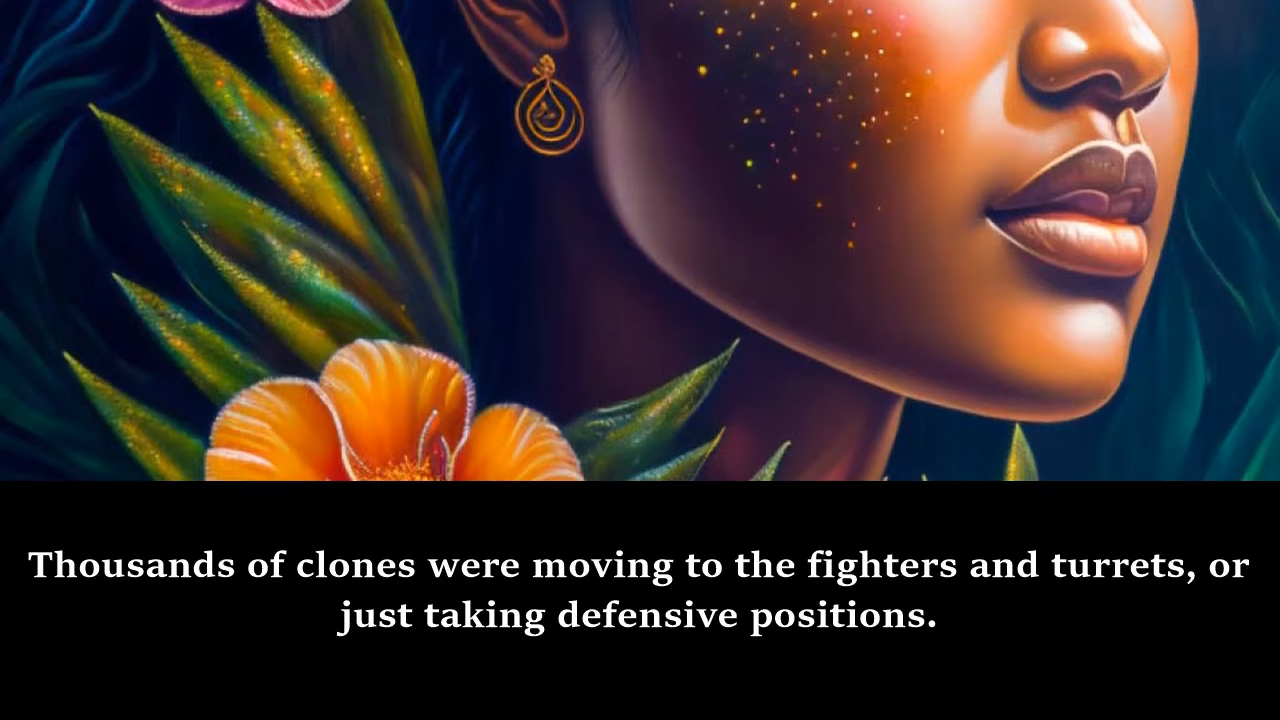 Thousands of clones were moving to the fighters and turrets, or
just taking defensive positions.